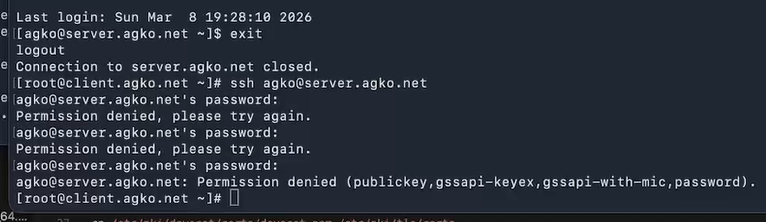 Last login: Sun Mar  8 19:28:10 2026
[agko@server.agko.net ~]$ exit
logout
Connection to server.agko.net closed.
[root@client.agko.net ~]# ssh agko@server.agko.net
agko@server.agko.net's password:
Permission denied, please try again.
agko@server.agko.net's password:
Permission denied, please try again.
agko@server.agko.net's password:
agko@server.agko.net: Permission denied (publickey,gssapi-keyex,gssapi-with-mic,password).
[root@client.agko.net ~]#
64....